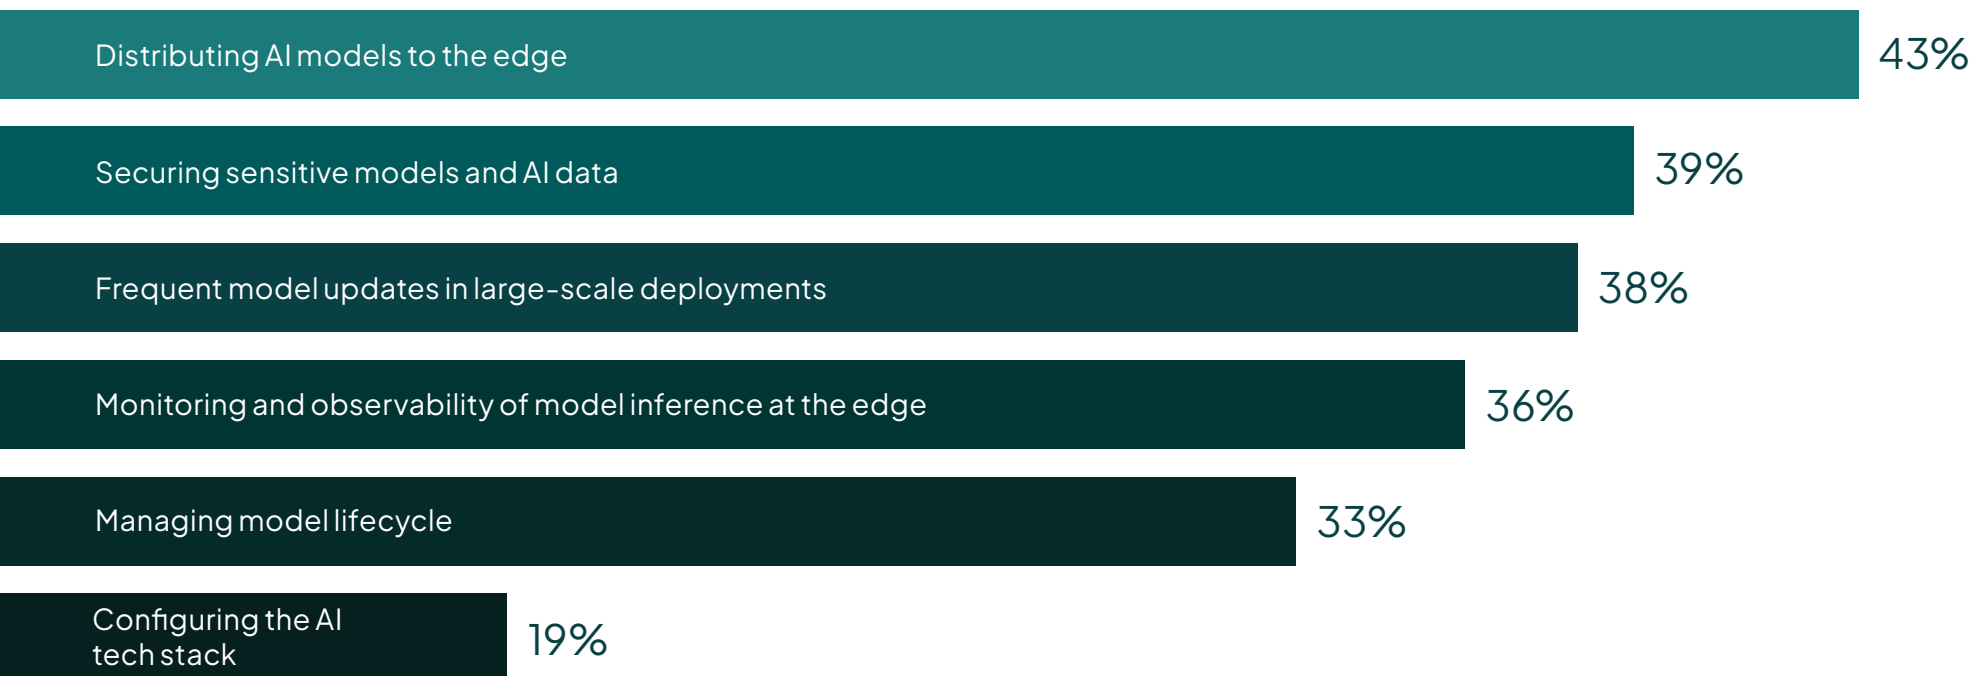 Distributing AI models to the edge 43%
Securing sensitive models and AI data 39%
Frequent model updates in large-scale deployments 38%
Monitoring and observability of model inference at the edge 36%
Managing model lifecycle 33%
Configuring the AI
tech stack
19%